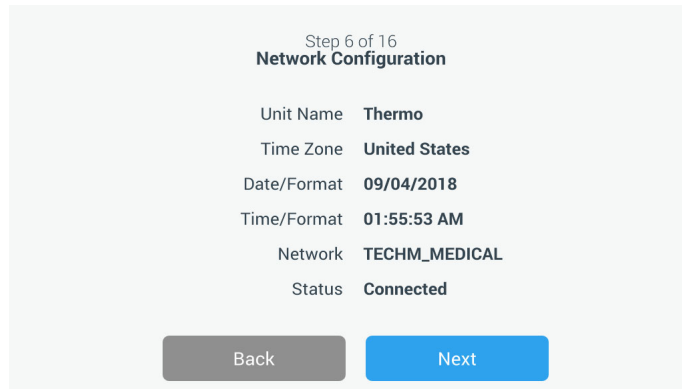 Step 6 of 16
Network Configuration
Unit Name Thermo
Time Zone United States
Date/Format 09/04/2018
Time/Format 01:55:53 AM
Network TECHM_MEDICAL
Status Connected
Back Next